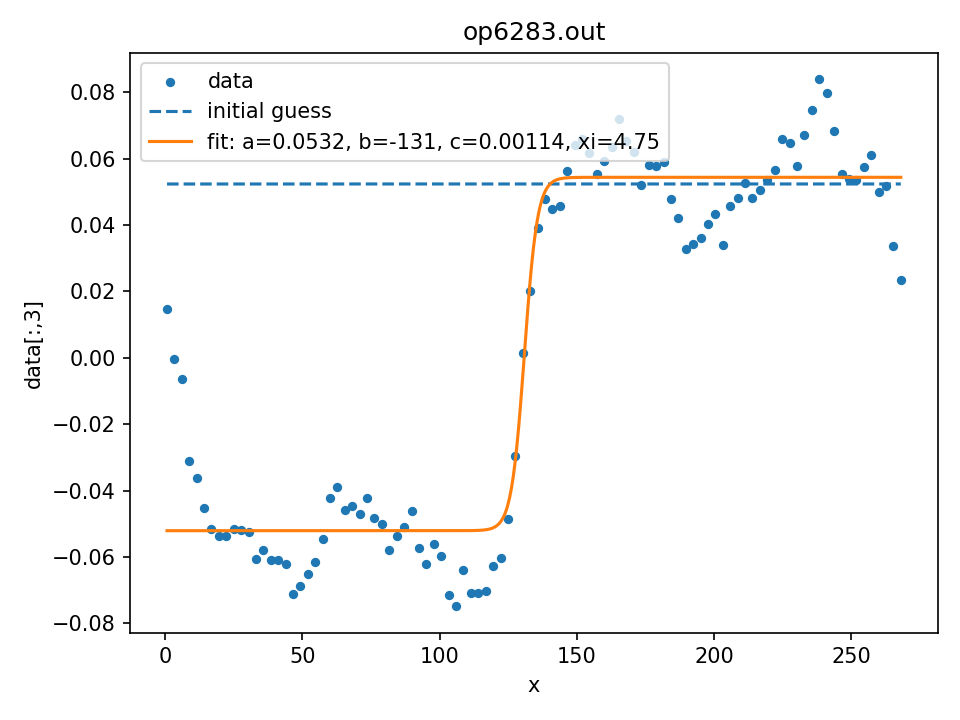 op6283.out
data
initial guess
fit: a=0.0532, b=-131, c=0.00114, xi=4.75
data[:,3]
0.08
0.06
0.04
0.02
0.00
−0.02
−0.04
−0.06
−0.08
0 50 100 150 200 250
x